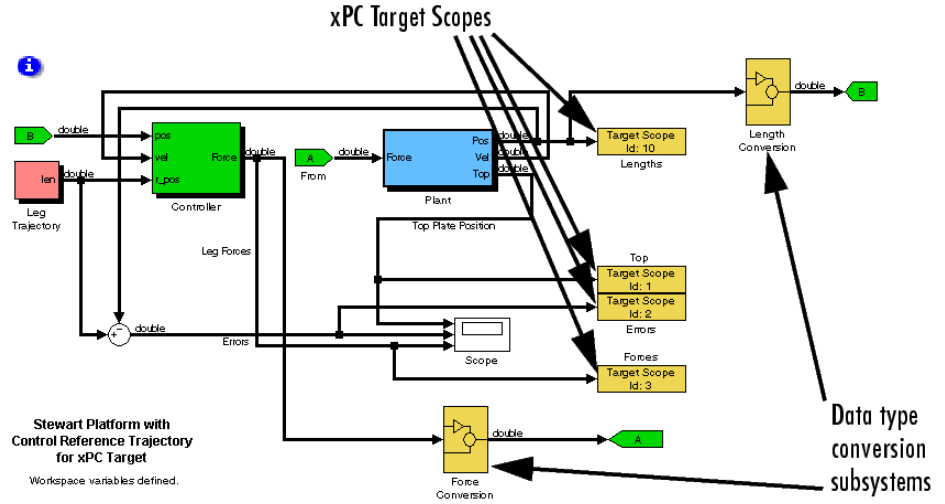 xPC Target Scopes
i
double
B
double
pos
vel
r_pos
Force
double
Controller
len
double
Leg
Trajectory
A
From
double
Force
Pos
Vel
Top
double
double
double
Plant
Top Plate Position
Target Scope
Id: 10
Lengths
double
B
Length
Conversion
Leg Forces
Top
Target Scope
Id: 1
Target Scope
Id: 2
Errors
+
-
double
Errors
Scope
Forces
Target Scope
Id: 3
Stewart Platform with
Control Reference Trajectory
for xPC Target
Workspace variables defined.
double
A
Force
Conversion
Data type
conversion
subsystems